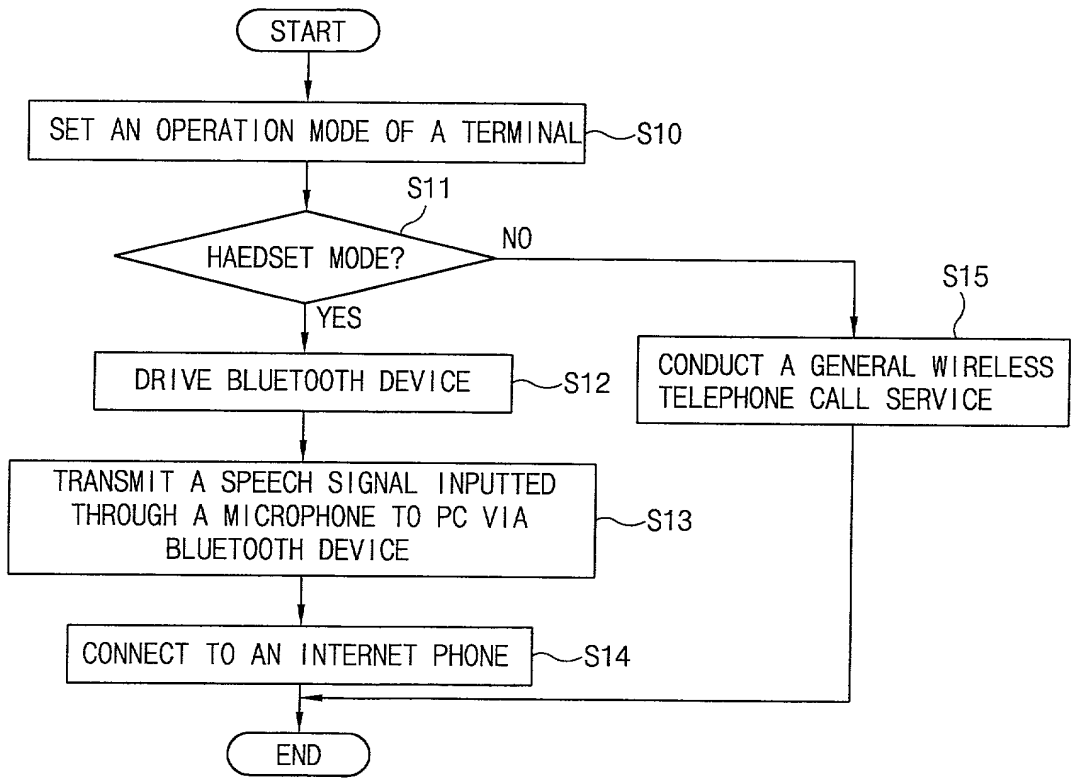 START
SET AN OPERATION MODE OF A TERMINAL
S10
S11
HAEDSET MODE?
NO
YES
S15
DRIVE BLUETOOTH DEVICE
S12
CONDUCT A GENERAL WIRELESS
TELEPHONE CALL SERVICE
TRANSMIT A SPEECH SIGNAL INPUTTED
THROUGH A MICROPHONE TO PC VIA
BLUETOOTH DEVICE
S13
CONNECT TO AN INTERNET PHONE
S14
END